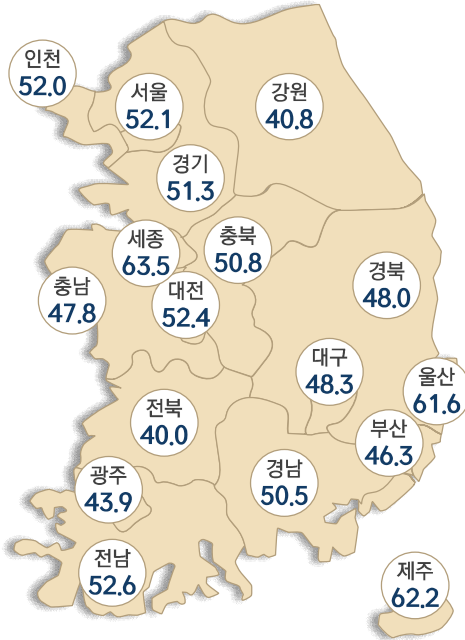 인천
52.0
서울
52.1
강원
40.8
경기
51.3
세종
63.5
충북
50.8
충남
47.8
대전
52.4
경북
48.0
대구
48.3
울산
61.6
전북
40.0
부산
46.3
광주
43.9
경남
50.5
전남
52.6
제주
62.2